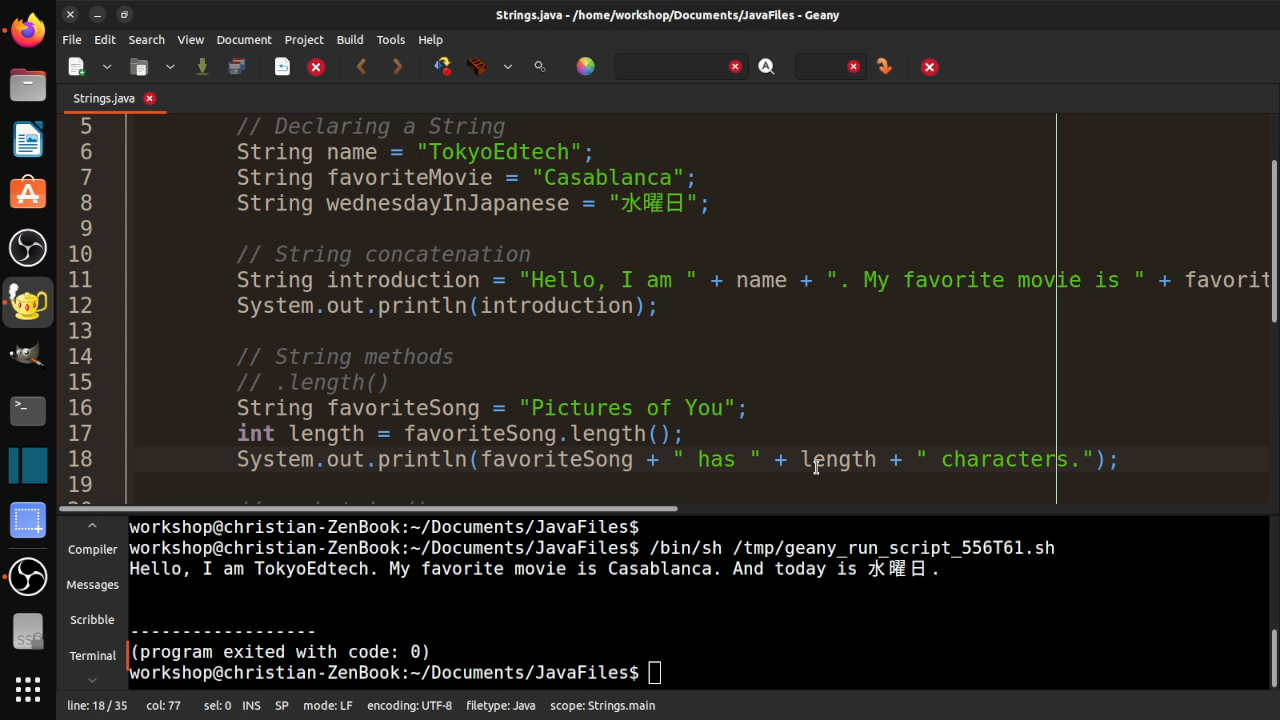 Strings.java - /home/workshop/Documents/JavaFiles - Geany
File Edit Search View Document Project Build Tools Help
Strings.java
5 // Declaring a String
6 String name = "TokyoEdtech";
7 String favoriteMovie = "Casablanca";
8 String wednesdayInJapanese = "水曜日";
9
10 // String concatenation
11 String introduction = "Hello, I am " + name + ". My favorite movie is " + favorit
12 System.out.println(introduction);
13
14 // String methods
15 // .length()
16 String favoriteSong = "Pictures of You";
17 int length = favoriteSong.length();
18 System.out.println(favoriteSong + " has " + length + " characters.");
19
Compiler
Messages
Scribble
Terminal
workshop@christian-ZenBook:~/Documents/JavaFiles$
workshop@christian-ZenBook:~/Documents/JavaFiles$ /bin/sh /tmp/geany_run_script_556T61.sh
Hello, I am TokyoEdtech. My favorite movie is Casablanca. And today is 水曜日.
------------------
(program exited with code: 0)
workshop@christian-ZenBook:~/Documents/JavaFiles$
line: 18 / 35 col: 77 sel: 0 INS SP mode: LF encoding: UTF-8 filetype: Java scope: Strings.main